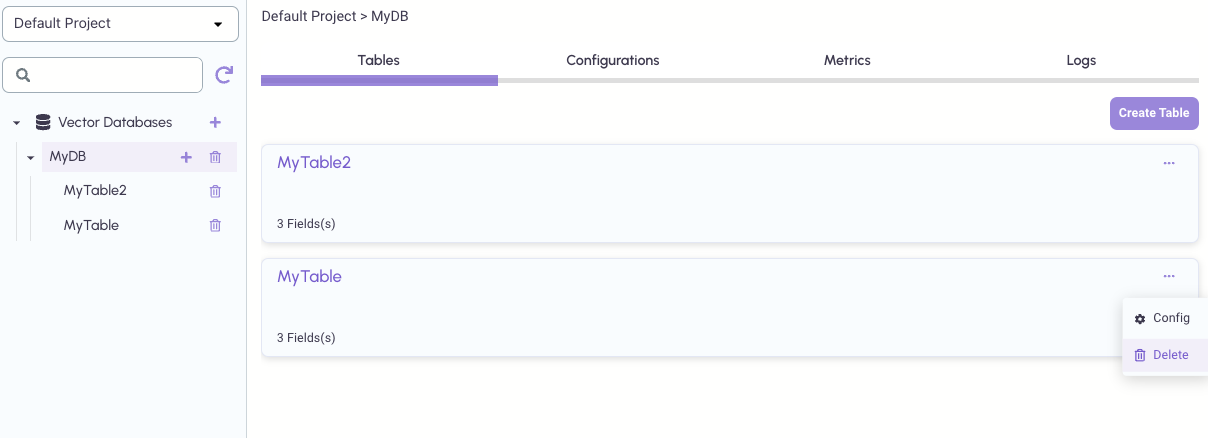 Default Project
Vector Databases
MyDB
MyTable2
MyTable
Default Project > MyDB
Tables
Configurations
Metrics
Logs
Create Table
MyTable2
3 Fields(s)
MyTable
3 Fields(s)
Config
Delete